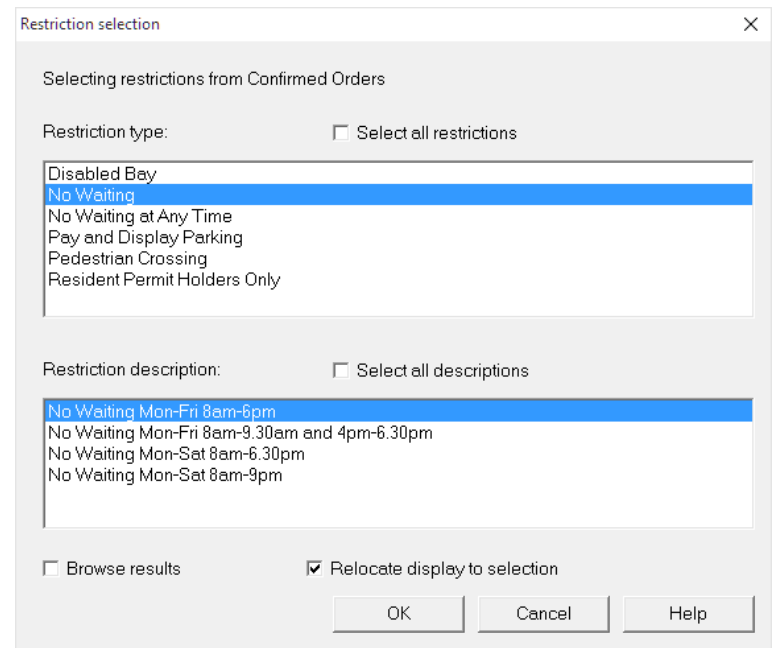 Restriction selection
Selecting restrictions from Confirmed Orders
Restriction type:
Select all restrictions
Disabled Bay
No Waiting
No Waiting at Any Time
Pay and Display Parking
Pedestrian Crossing
Resident Permit Holders Only
Restriction description:
Select all descriptions
No Waiting Mon-Fri 8am-6pm
No Waiting Mon-Fri 8am-9.30am and 4pm-6.30pm
No Waiting Mon-Sat 8am-6.30pm
No Waiting Mon-Sat 8am-9pm
Browse results
Relocate display to selection
OK
Cancel
Help